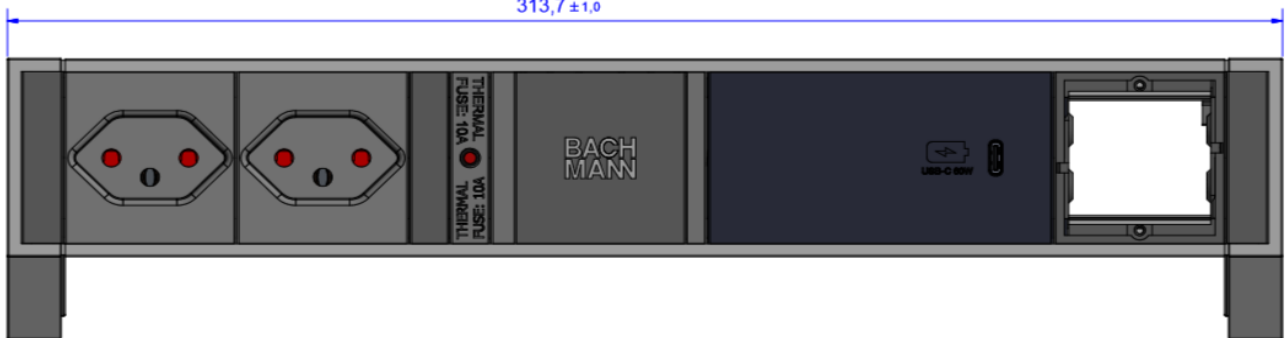 313,7 ±1,0
THERMAL
FUSE: 10A
THERMAL
FUSE: 10A
BACH
MANN
USB-C 60W